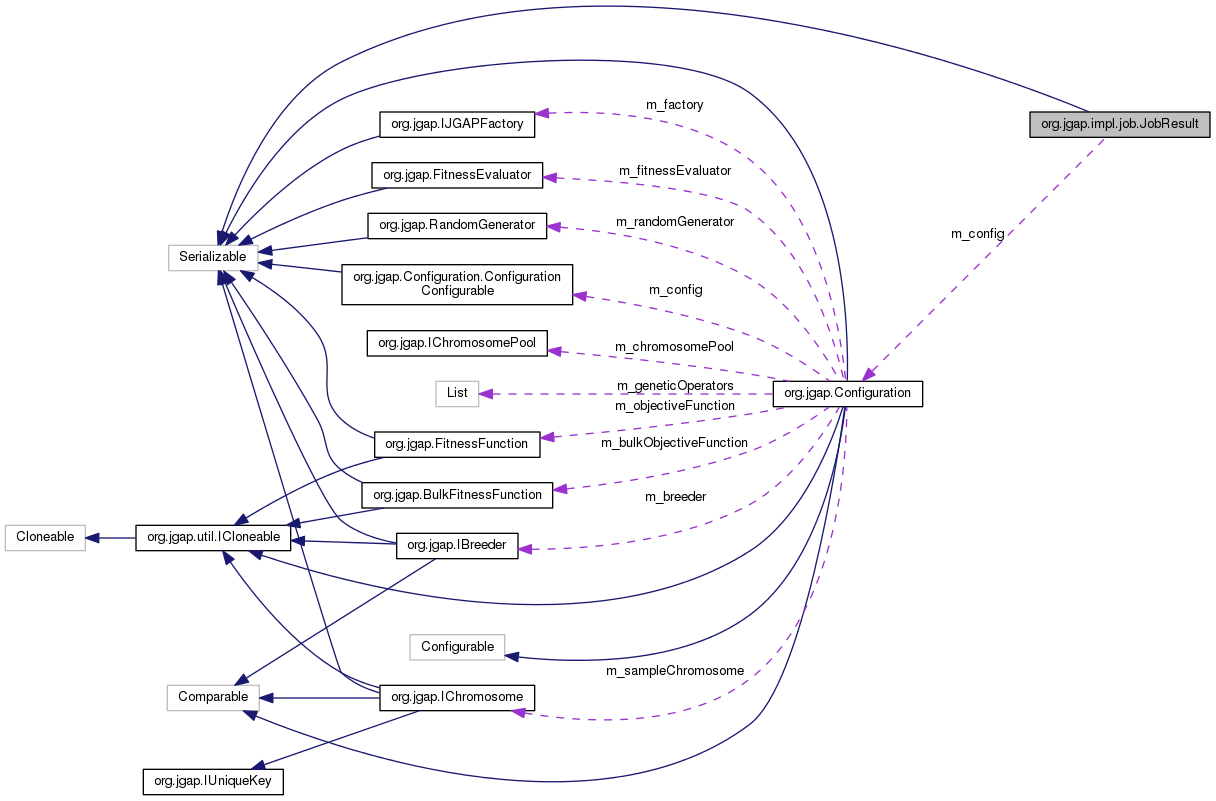 m_factory
org.jgap.IJGAPFactory
org.jgap.impl.job.JobResult
m_fitnessEvaluator
org.jgap.FitnessEvaluator
m_randomGenerator
org.jgap.RandomGenerator
m_config
Serializable
org.jgap.Configuration.Configuration
Configurable
m_config
org.jgap.IChromosomePool
m_chromosomePool
List
m_geneticOperators
org.jgap.Configuration
m_objectiveFunction
org.jgap.FitnessFunction
m_bulkObjectiveFunction
org.jgap.BulkFitnessFunction
m_breeder
Cloneable
org.jgap.util.ICloneable
org.jgap.IBreeder
Configurable
m_sampleChromosome
Comparable
org.jgap.IChromosome
org.jgap.IUniqueKey